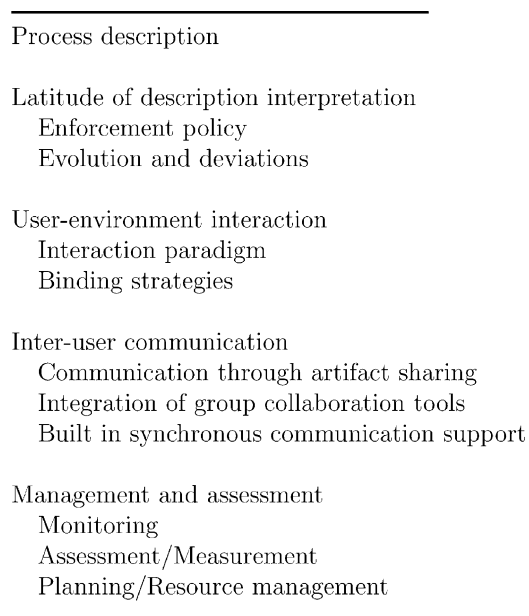 Process description
Latitude of description interpretation
Enforcement policy
Evolution and deviations
User-environment interaction
Interaction paradigm
Binding strategies
Inter-user communication
Communication through artifact sharing
Integration of group collaboration tools
Built in synchronous communication support
Management and assessment
Monitoring
Assessment/Measurement
Planning/Resource management